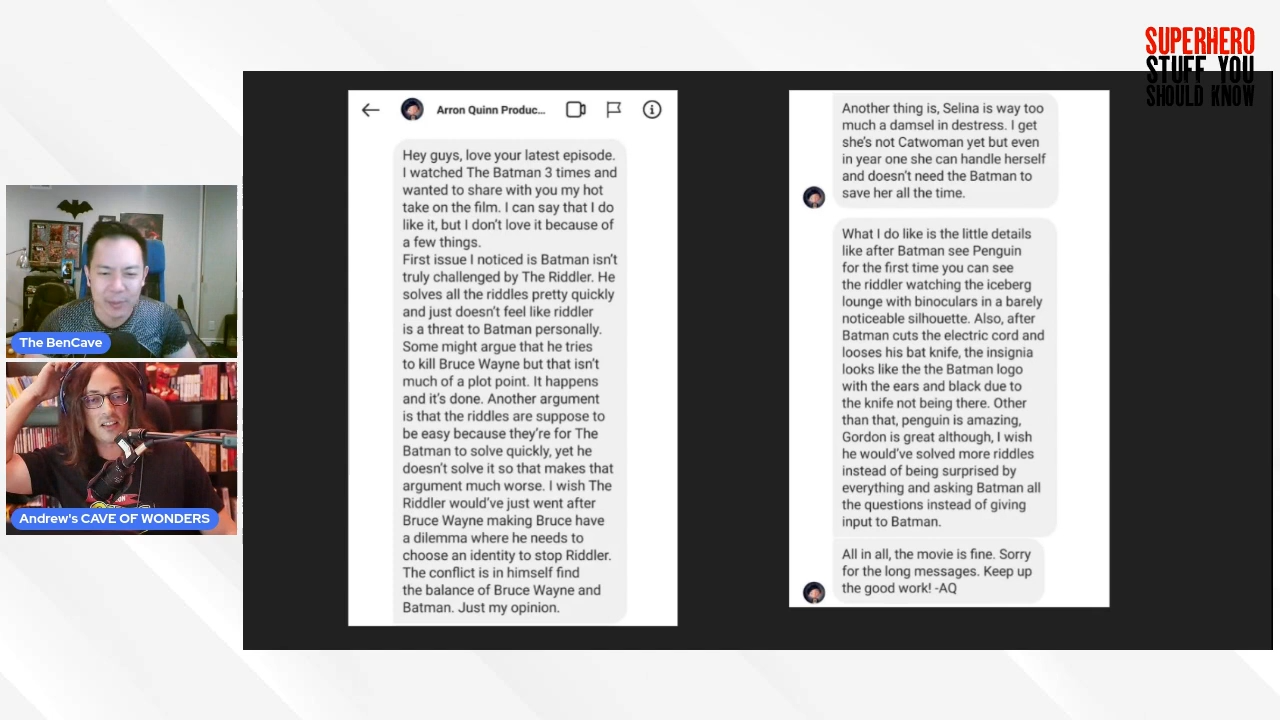 SUPERHERO
STUFF YOU
SHOULD KNOW
Arron Quinn Produc...
Hey guys, love your latest episode.
I watched The Batman 3 times and
wanted to share with you my hot
take on the film. I can say that I do
like it, but I don't love it because of
a few things.
First issue I noticed is Batman isn't
truly challenged by The Riddler. He
solves all the riddles pretty quickly
and just doesn't feel like riddler
is a threat to Batman personally.
Some might argue that he tries
to kill Bruce Wayne but that isn't
much of a plot point. It happens
and it's done. Another argument
is that the riddles are suppose to
be easy because they're for The
Batman to solve quickly, yet he
doesn't solve it so that makes that
argument much worse. I wish The
Riddler would've just went after
Bruce Wayne making Bruce have
a dilemma where he needs to
choose an identity to stop Riddler.
The conflict is in himself find
the balance of Bruce Wayne and
Batman. Just my opinion.
Another thing is, Selina is way too
much a damsel in destress. I get
she's not Catwoman yet but even
in year one she can handle herself
and doesn't need the Batman to
save her all the time.
What I do like is the little details
like after Batman see Penguin
for the first time you can see
the riddler watching the iceberg
lounge with binoculars in a barely
noticeable silhouette. Also, after
Batman cuts the electric cord and
looses his bat knife, the insignia
looks like the the Batman logo
with the ears and black due to
the knife not being there. Other
than that, penguin is amazing,
Gordon is great although, I wish
he would've solved more riddles
instead of being surprised by
everything and asking Batman all
the questions instead of giving
input to Batman.
All in all, the movie is fine. Sorry
for the long messages. Keep up
the good work! -AQ
The BenCave
Andrew's CAVE OF WONDERS